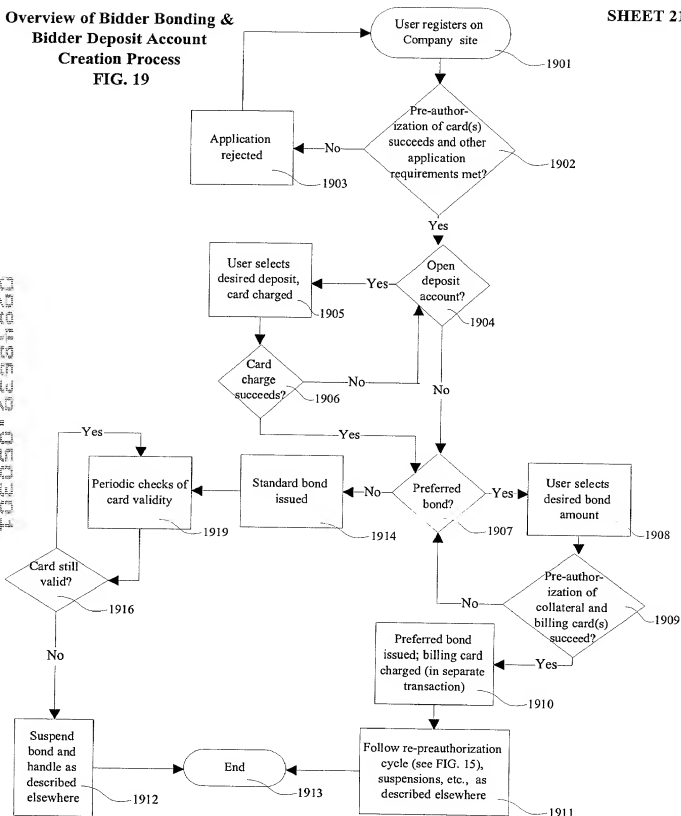 Overview of Bidder Bonding &
Bidder Deposit Account
Creation Process
FIG. 19
SHEET 21
User registers on
Company site
1901
Pre-author-
ization of card(s)
succeeds and other
application
requirements met?
1902
No
Application
rejected
1903
Yes
Open
deposit
account?
1904
Yes
User selects
desired deposit,
card charged
1905
Card
charge
succeeds?
1906
No
No
Yes
Yes
Periodic checks of
card validity
1919
Standard bond
issued
1914
No
Preferred
bond?
1907
Yes
User selects
desired bond
amount
1908
Card still
valid?
1916
Pre-author-
ization of
collateral and
billing card(s)
succeed?
1909
No
Yes
No
Preferred bond
issued; billing card
charged (in separate
transaction)
1910
Suspend
bond and
handle as
described
elsewhere
1912
End
1913
Follow re-preauthorization
cycle (see FIG. 15),
suspensions, etc., as
described elsewhere
1911